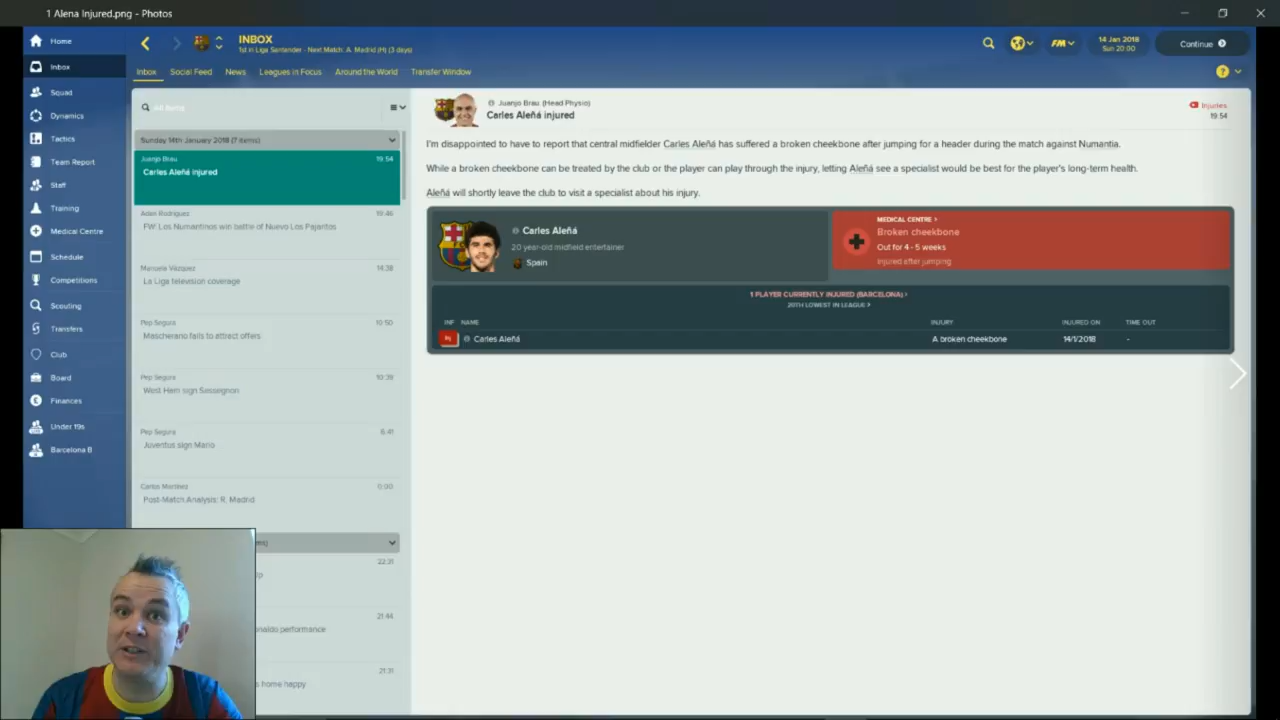 1 Alena Injured.png - Photos
Home
INBOX
1st in Liga Santander - Next Match: A. Madrid (H) (3 days)
FM
14 Jan 2018
Sun 20:00
Continue
Inbox
Inbox
Social Feed
News
Leagues in Focus
Around the World
Transfer Window
?
Squad
Dynamics
Tactics
Team Report
Staff
Training
Medical Centre
Schedule
Competitions
Scouting
Transfers
Club
Board
Finances
Under 19s
Barcelona B
All Items
Sunday 14th January 2018 (7 items)
Juanjo Brau 19:54
Carles Aleñá injured
Aden Rodriguez 19:46
FW: Los Numantinos win battle of Nuevo Los Pajaritos
Manuela Vázquez 14:38
La Liga television coverage
Pep Segura 10:50
Mascherano fails to attract offers
Pep Segura 10:39
West Ham sign Sessegnon
Pep Segura 6:41
Juventus sign Mario
Carlos Martínez 0:00
Post-Match Analysis: R. Madrid
22:31
21:44
onaldo performance
21:31
s home happy
Juanjo Brau (Head Physio)
Carles Aleñá injured
Injuries
19:54
I'm disappointed to have to report that central midfielder Carles Aleñá has suffered a broken cheekbone after jumping for a header during the match against Numantia.
While a broken cheekbone can be treated by the club or the player can play through the injury, letting Aleñá see a specialist would be best for the player's long-term health.
Aleñá will shortly leave the club to visit a specialist about his injury.
Carles Aleñá
20 year-old midfield entertainer
Spain
MEDICAL CENTRE >
Broken cheekbone
Out for 4 - 5 weeks
Injured after jumping
1 PLAYER CURRENTLY INJURED (BARCELONA) >
20TH LOWEST IN LEAGUE >
INF NAME INJURY INJURED ON TIME OUT
Inj Carles Aleñá A broken cheekbone 14/1/2018 -